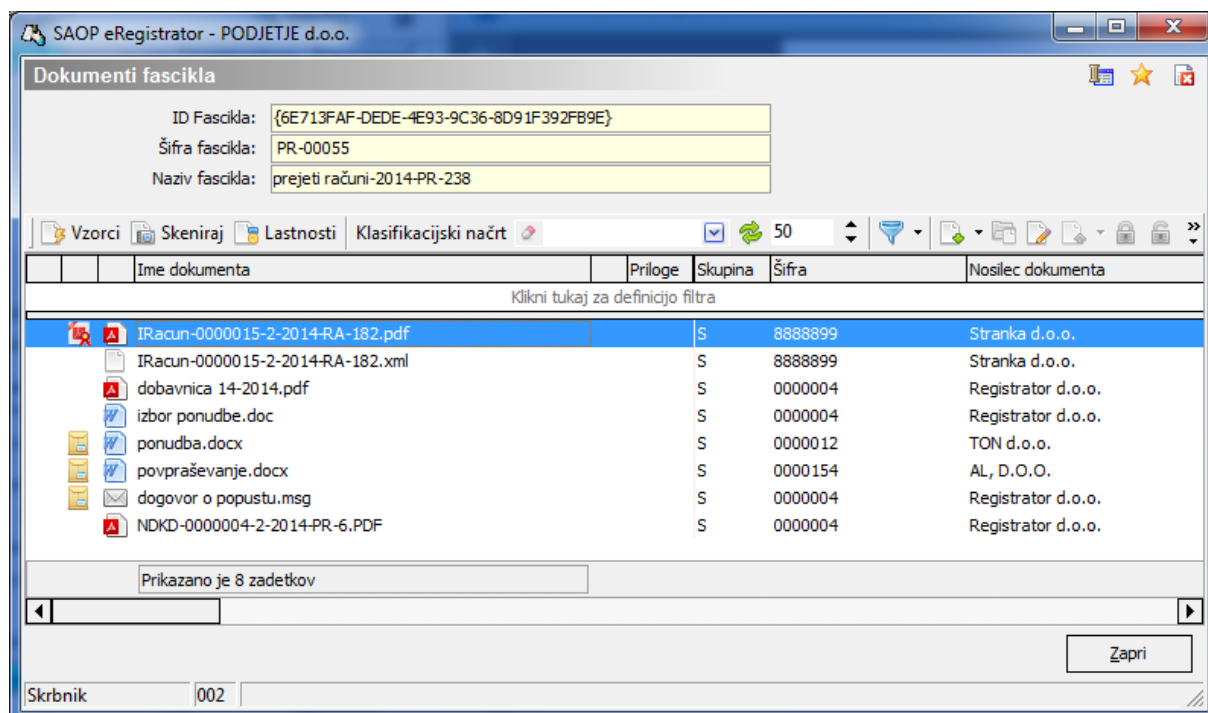 SAOP eRegistrator - PODJETJE d.o.o.
Dokumenti fascikla
ID Fascikla: {6E713FAF-DEDE-4E93-9C36-8D91F392FB9E}
Šifra fascikla: PR-00055
Naziv fascikla: prejeti računi-2014-PR-238
Vzorci Skeniraj Lastnosti Klasifikacijski načrt 50
Ime dokumenta Priloge Skupina Šifra Nosilec dokumenta
Klikni tukaj za definicijo filtra
IRacun-0000015-2-2014-RA-182.pdf S 8888899 Stranka d.o.o.
IRacun-0000015-2-2014-RA-182.xml S 8888899 Stranka d.o.o.
dobavnica 14-2014.pdf S 0000004 Registrator d.o.o.
izbor ponudbe.doc S 0000004 Registrator d.o.o.
ponudba.docx S 0000012 TON d.o.o.
povpraševanje.docx S 0000154 AL, D.O.O.
dogovor o popustu.msg S 0000004 Registrator d.o.o.
NDKD-0000004-2-2014-PR-6.PDF S 0000004 Registrator d.o.o.
Prikazano je 8 zadetkov
Zapri
Skrbnik 002